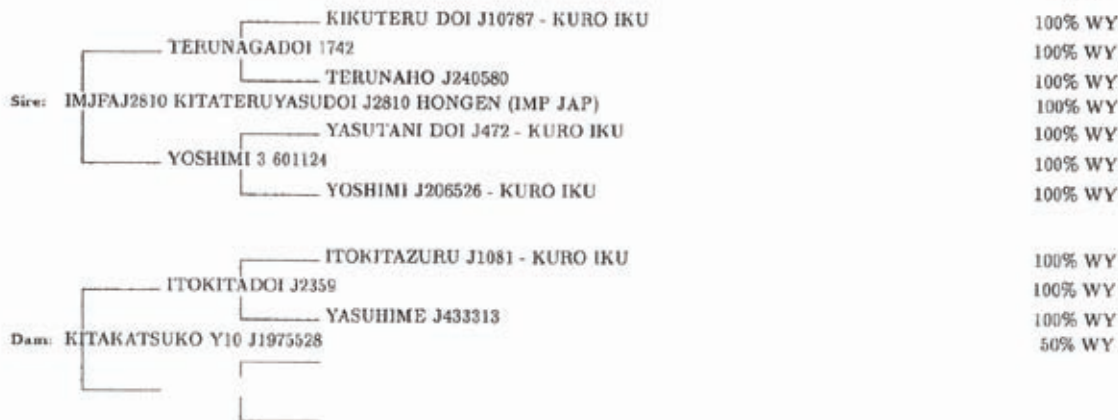 KIKUTERU DOI J10787 - KURO IKU 100% WY
TERUNAGADOI 1742 100% WY
TERUNAHO J240580 100% WY
Sire: IMJFAJ2810 KITATERUYASUDOI J2810 HONGEN (IMP JAP) 100% WY
YASUTANI DOI J472 - KURO IKU 100% WY
YOSHIMI 3 601124 100% WY
YOSHIMI J206526 - KURO IKU 100% WY
ITOKITAZURU J1081 - KURO IKU 100% WY
ITOKITADOI J2359 100% WY
YASUHIME J433313 100% WY
Dam: KITAKATSUKO Y10 J1975528 50% WY